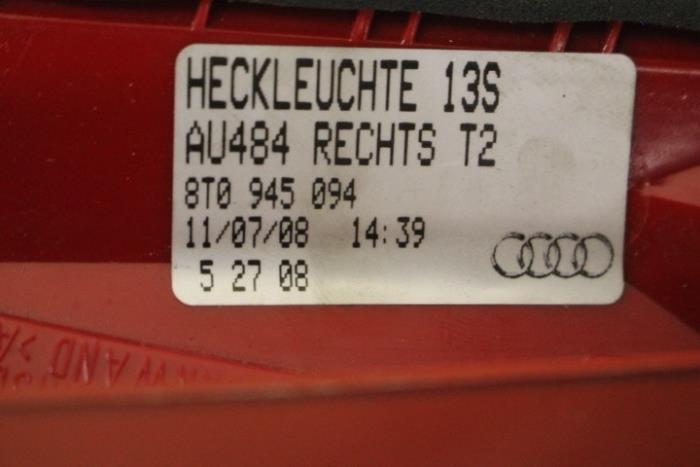 HECKLEUCHTE 13S
AU484 RECHTS T2
8T0 945 094
11/07/08 14:39
5 27 08